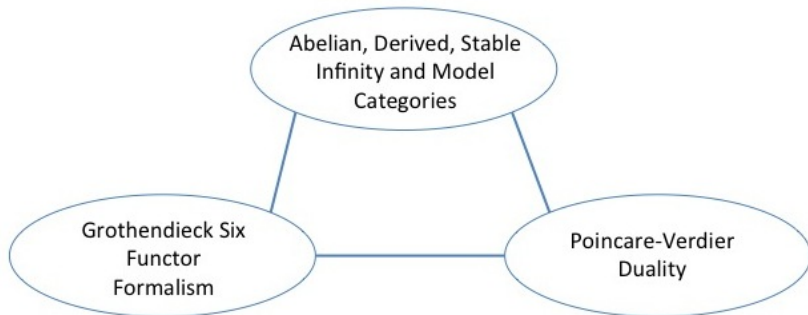 Abelian, Derived, Stable
Infinity and Model
Categories
Grothendieck Six
Functor
Formalism
Poincare-Verdier
Duality